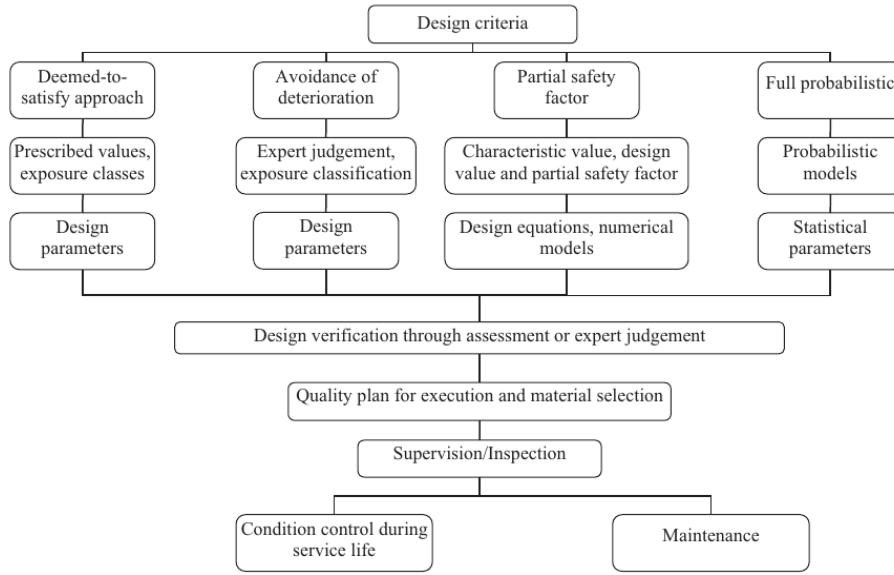 Design criteria
Deemed-to-
satisfy approach
Avoidance of
deterioration
Partial safety
factor
Full probabilistic
Prescribed values,
exposure classes
Expert judgement,
exposure classification
Characteristic value, design
value and partial safety factor
Probabilistic
models
Design
parameters
Design
parameters
Design equations, numerical
models
Statistical
parameters
Design verification through assessment or expert judgement
Quality plan for execution and material selection
Supervision/Inspection
Condition control during
service life
Maintenance